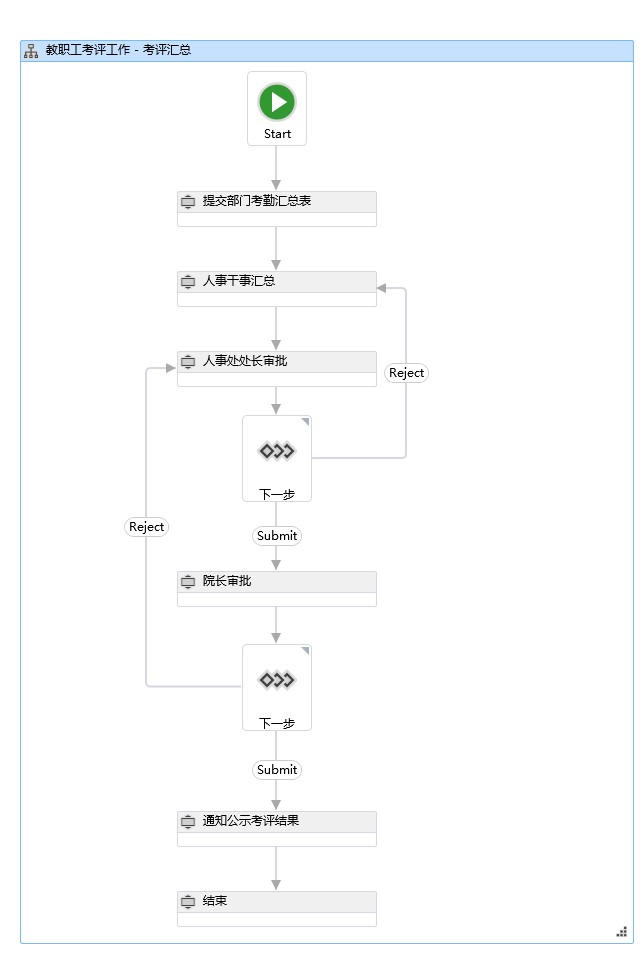 教职工考评工作 - 考评汇总
Start
提交部门考勤汇总表
人事干事汇总
人事处处长审批
Reject
下一步
Reject
Submit
院长审批
下一步
Submit
通知公示考评结果
结束